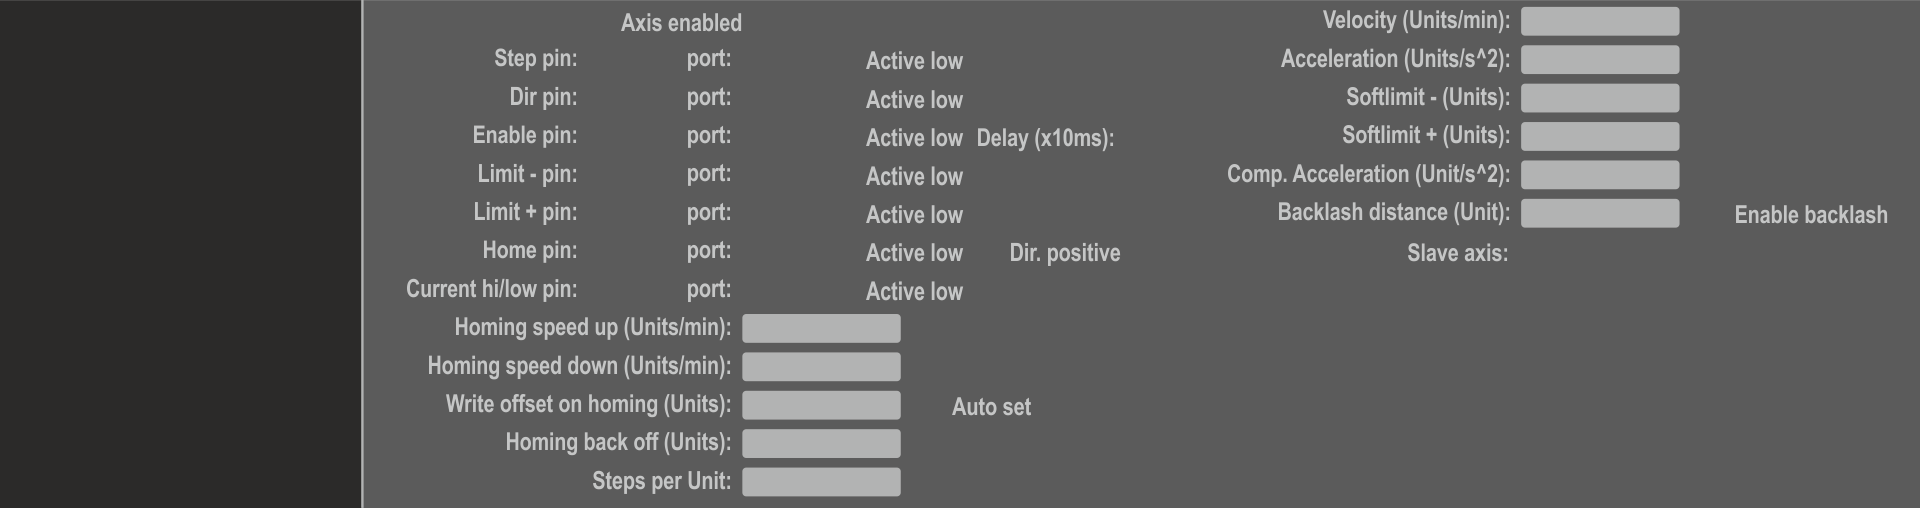 Axis enabled
Step pin: port: Active low
Dir pin: port: Active low
Enable pin: port: Active low Delay (x10ms):
Limit - pin: port: Active low
Limit + pin: port: Active low
Home pin: port: Active low Dir. positive
Current hi/low pin: port: Active low
Homing speed up (Units/min):
Homing speed down (Units/min):
Write offset on homing (Units): Auto set
Homing back off (Units):
Steps per Unit:
Velocity (Units/min):
Acceleration (Units/s^2):
Softlimit - (Units):
Softlimit + (Units):
Comp. Acceleration (Unit/s^2):
Backlash distance (Unit): Enable backlash
Slave axis: